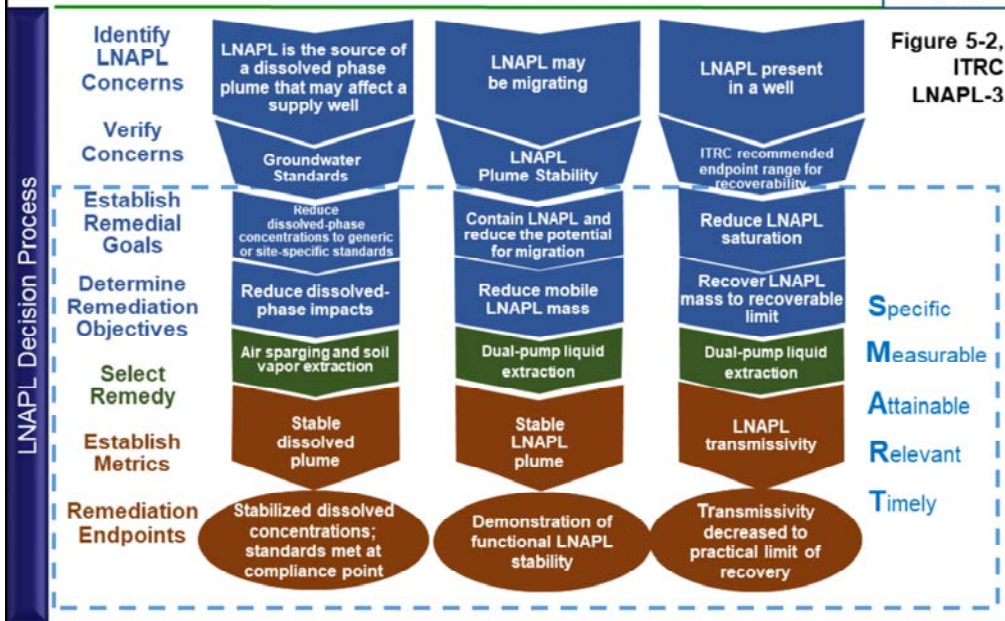 LNAPL Decision Process
Identify
LNAPL
Concerns
LNAPL is the source of
a dissolved phase
plume that may affect a
supply well
LNAPL may
be migrating
LNAPL present
in a well
Figure 5-2,
ITRC
LNAPL-3
Verify
Concerns
Groundwater
Standards
LNAPL
Plume Stability
ITRC recommended
endpoint range for
recoverability
Establish
Remedial
Goals
Reduce
dissolved-phase
concentrations to generic
or site-specific standards
Contain LNAPL and
reduce the potential
for migration
Reduce LNAPL
saturation
Determine
Remediation
Objectives
Reduce dissolved-
phase impacts
Reduce mobile
LNAPL mass
Recover LNAPL
mass to recoverable
limit
Select
Remedy
Air sparging and soil
vapor extraction
Dual-pump liquid
extraction
Dual-pump liquid
extraction
Establish
Metrics
Stable
dissolved
plume
Stable
LNAPL
plume
LNAPL
transmissivity
Remediation
Endpoints
Stabilized dissolved
concentrations;
standards met at
compliance point
Demonstration of
functional LNAPL
stability
Transmissivity
decreased to
practical limit of
recovery
Specific
Measurable
Attainable
Relevant
Timely